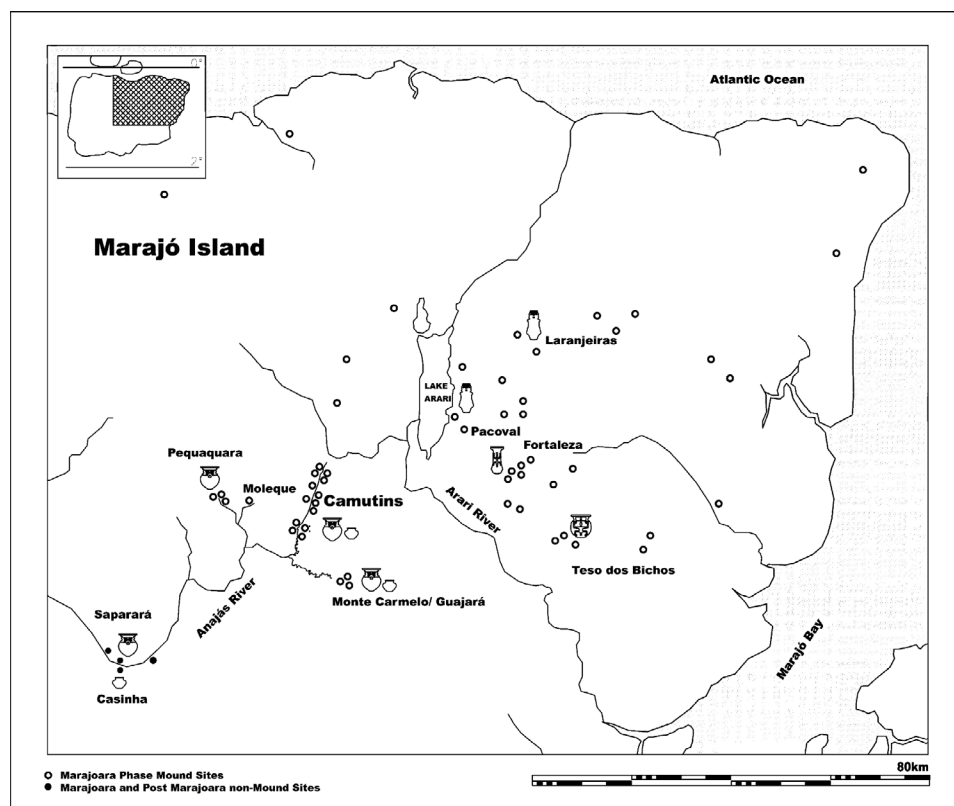 0°
2°
Atlantic Ocean
Marajó Island
Laranjeiras
LAKE
ARARI
Pacoval
Fortaleza
Pequaquara
Moleque
Camutins
Arari River
Teso dos Bichos
Monte Carmelo/ Guajará
Anajás River
Saparará
Marajó Bay
Casinha
80km
Marajoara Phase Mound Sites
Marajoara and Post Marajoara non-Mound Sites